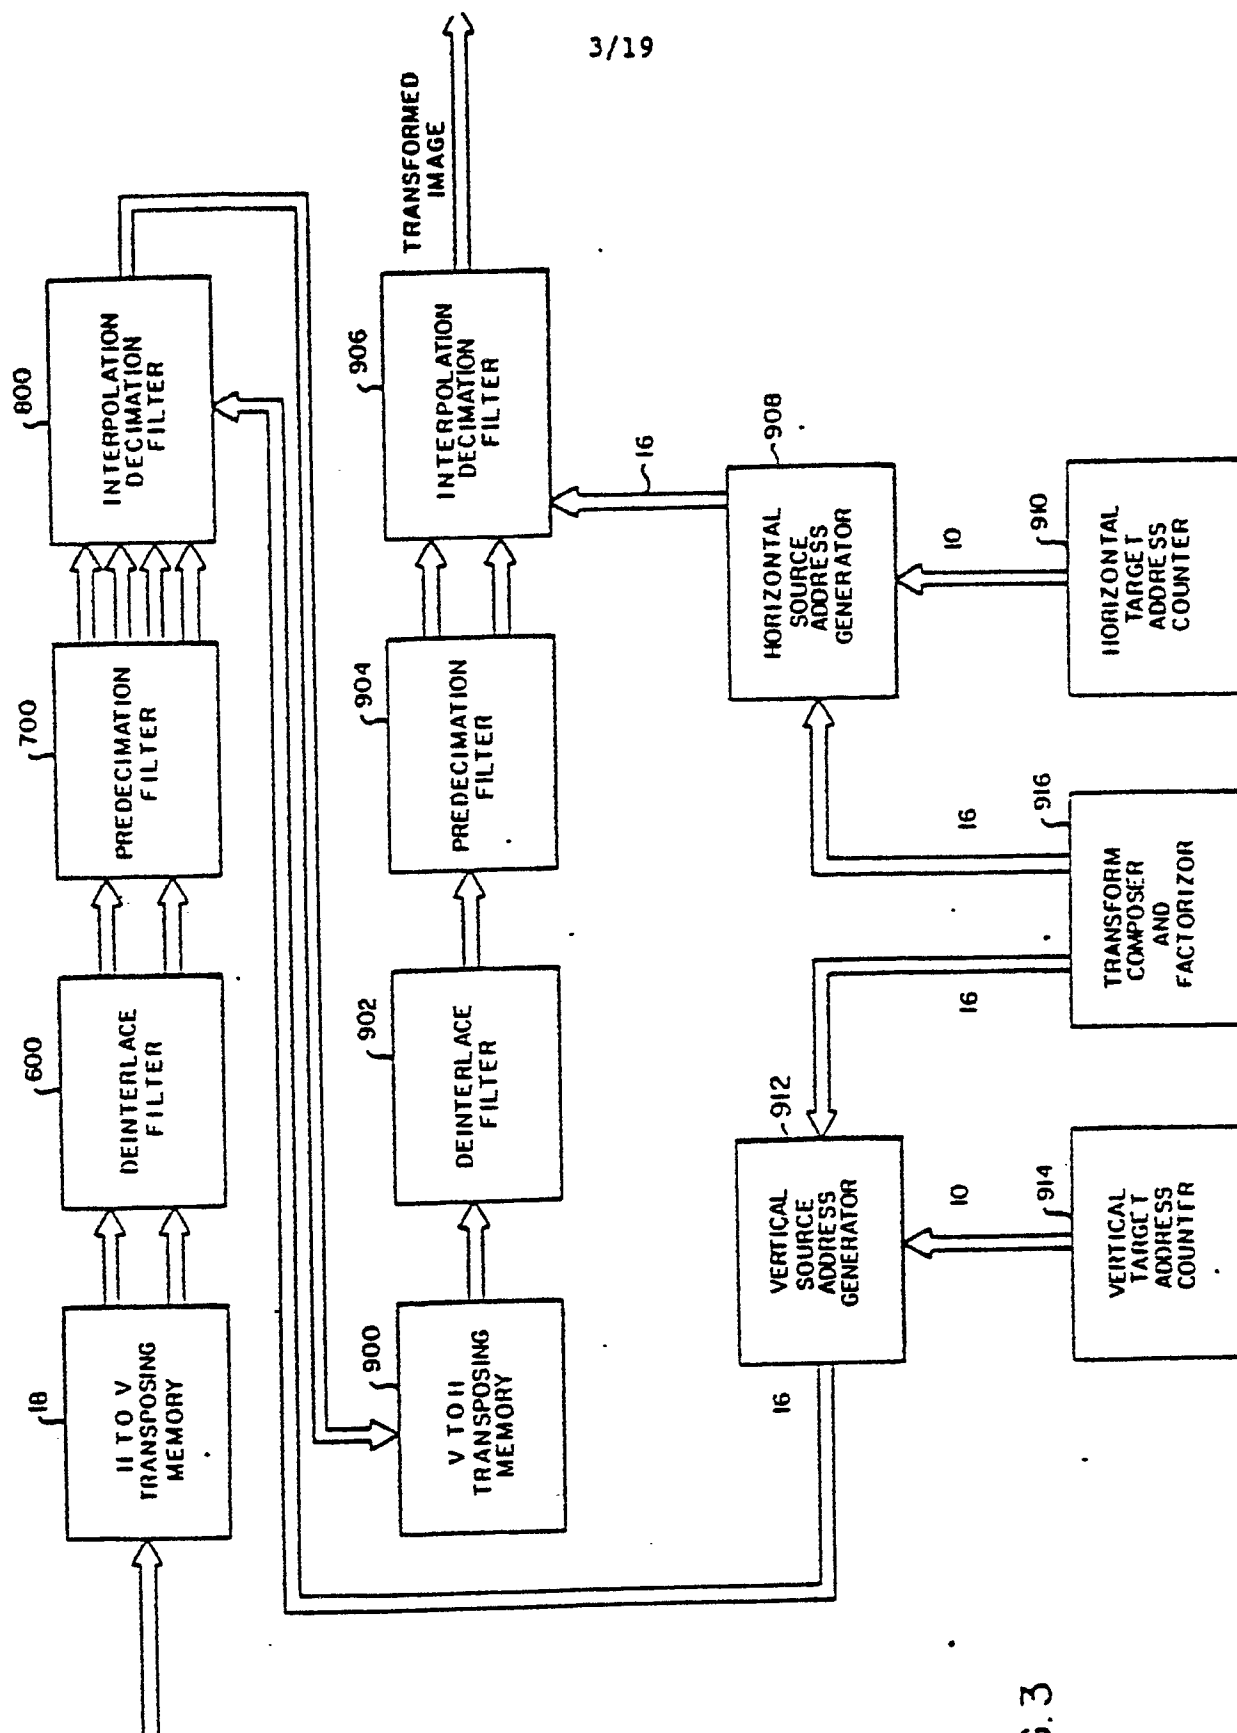 3/19
18
H TO V
TRANSPOSING
MEMORY
600
DEINTERLACE
FILTER
700
PREDECIMATION
FILTER
800
INTERPOLATION
DECIMATION
FILTER
900
V TO H
TRANSPOSING
MEMORY
902
DEINTERLACE
FILTER
904
PREDECIMATION
FILTER
906
INTERPOLATION
DECIMATION
FILTER
TRANSFORMED
IMAGE
16
912
VERTICAL
SOURCE
ADDRESS
GENERATOR
16
16
16
908
HORIZONTAL
SOURCE
ADDRESS
GENERATOR
10
914
VERTICAL
TARGET
ADDRESS
COUNTER
916
TRANSFORM
COMPOSER
AND
FACTORIZOR
10
910
HORIZONTAL
TARGET
ADDRESS
COUNTER
G. 3